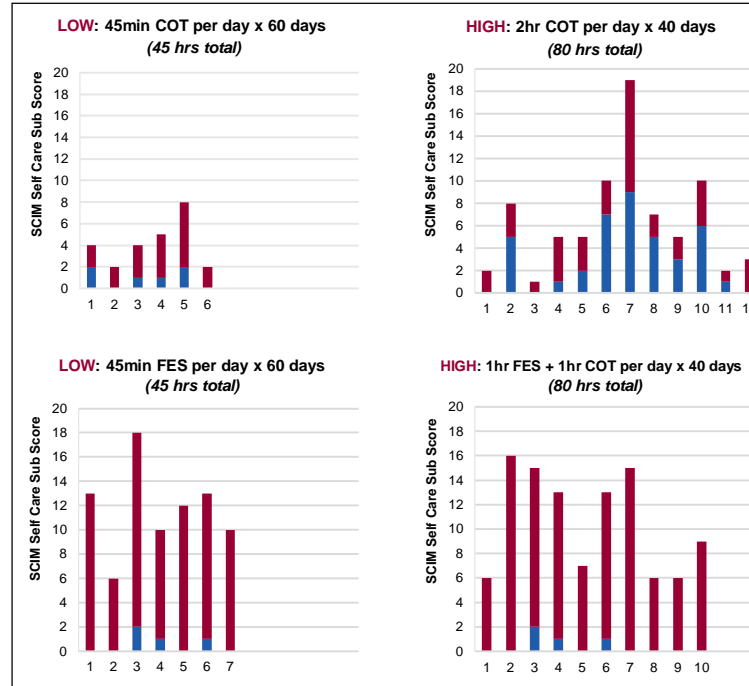 LOW: 45min COT per day x 60 days
(45 hrs total)
SCIM Self Care Sub Score
20
18
16
14
12
10
8
6
4
2
0
1 2 3 4 5 6
HIGH: 2hr COT per day x 40 days
(80 hrs total)
SCIM Self Care Sub Score
20
18
16
14
12
10
8
6
4
2
0
1 2 3 4 5 6 7 8 9 10 11
LOW: 45min FES per day x 60 days
(45 hrs total)
SCIM Self Care Sub Score
20
18
16
14
12
10
8
6
4
2
0
1 2 3 4 5 6 7
HIGH: 1hr FES + 1hr COT per day x 40 days
(80 hrs total)
SCIM Self Care Sub Score
20
18
16
14
12
10
8
6
4
2
0
1 2 3 4 5 6 7 8 9 10